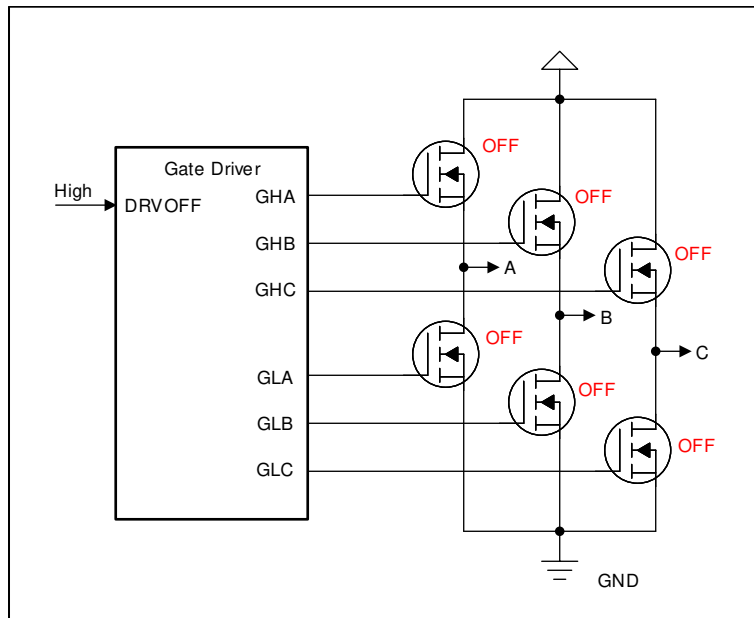 OFF
Gate Driver
High
DRVOFF
GHA
OFF
GHB
OFF
A
GHC
B
OFF
C
GLA
OFF
GLB
OFF
GLC
GND